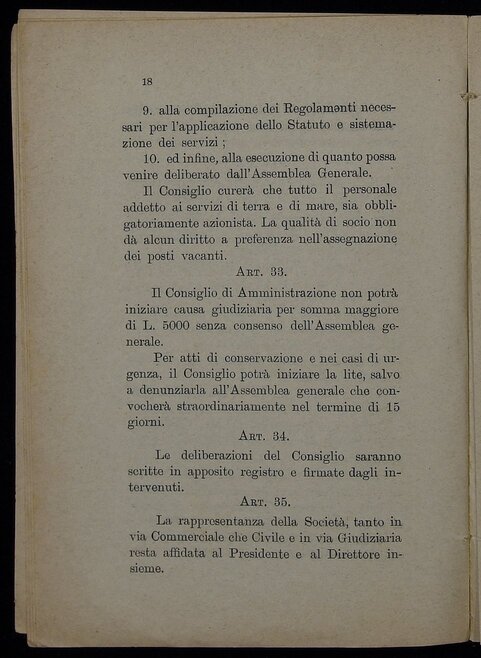 18
9. alla compilazione dei Regolamenti neces-
sari per l'applicazione dello Statuto e sistema-
zione dei servizi ;
10. ed infine, alla esecuzione di quanto possa
venire deliberato dall'Assemblea Generale.
Il Consiglio curerà che tutto il personale
addetto ai servizi di terra e di mare, sia obbli-
gatoriamente azionista. La qualità di socio non
dà alcun diritto a preferenza nell'assegnazione
dei posti vacanti.
ART. 33.
Il Consiglio di Amministrazione non potrà
iniziare causa giudiziaria per somma maggiore
di L. 5000 senza consenso dell'Assemblea ge-
nerale.
Per atti di conservazione e nei casi di ur-
genza, il Consiglio potrà iniziare la lite, salvo
a denunziarla all'Assemblea generale che con-
vocherà straordinariamente nel termine di 15
giorni.
ART. 34.
Le deliberazioni del Consiglio saranno
scritte in apposito registro e firmate dagli in-
tervenuti.
ART. 35.
La rappresentanza della Società, tanto in
via Commerciale che Civile e in via Giudiziaria
resta affidata al Presidente e al Direttore in-
sieme.